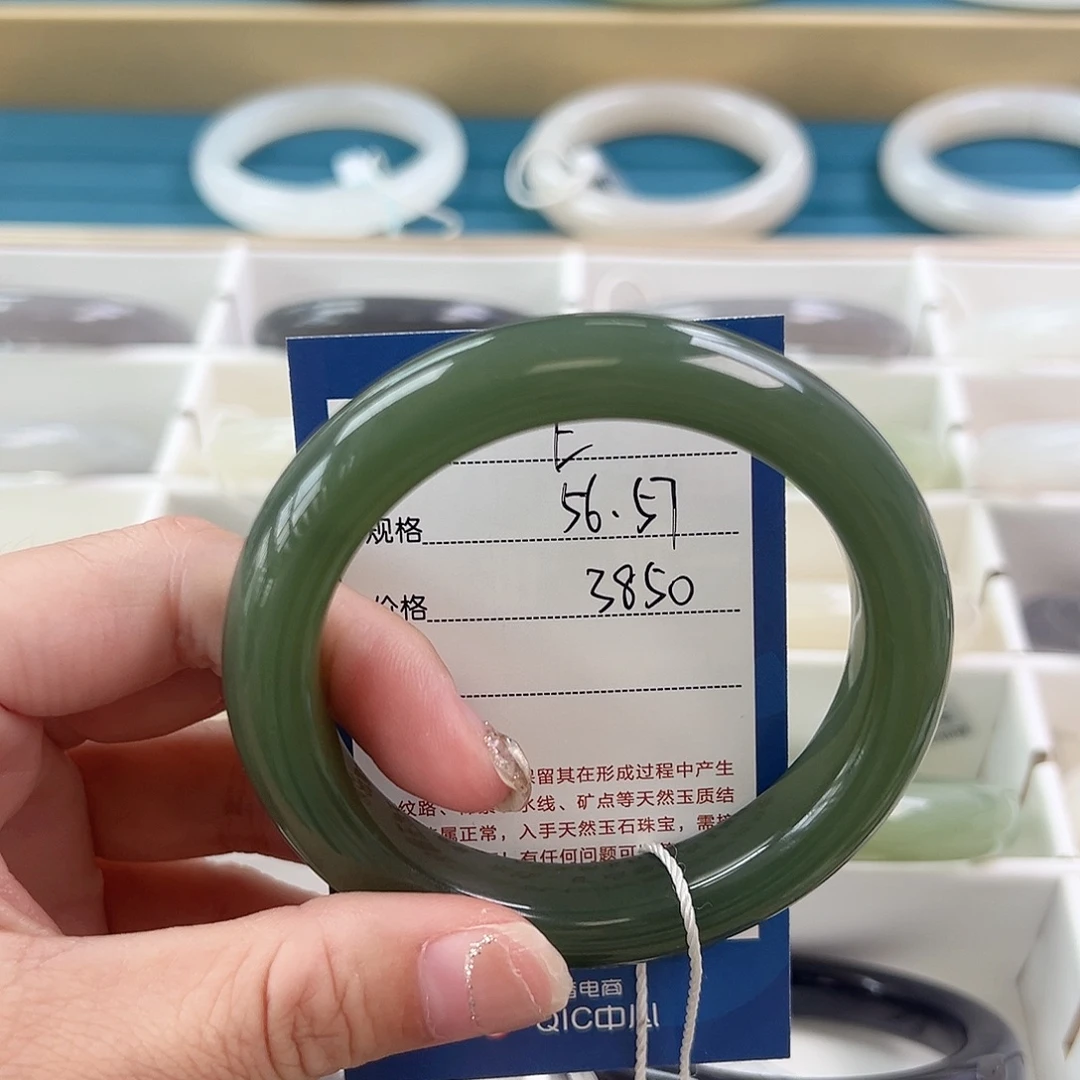 规格 56.57
价格 3850
保留其在形成过程中产生
纹路、 水线、矿点等天然玉质结
属正常，入手天然玉石珠宝，需接
有任何问题可
电商
QIC中心